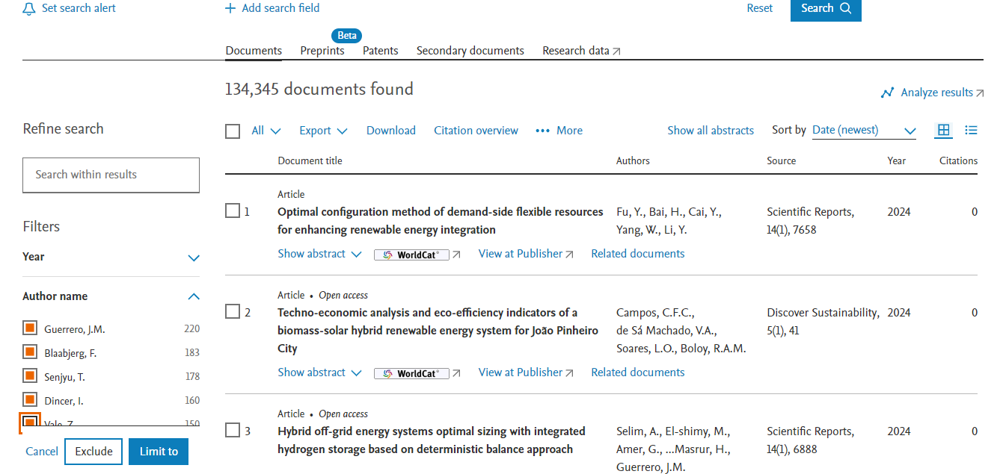 Set search alert
Add search field
Reset
Search
Beta
Documents Preprints Patents Secondary documents Research data
134,345 documents found
Analyze results
Refine search
All Export Download Citation overview More Show all abstracts Sort by Date (newest)
Search within results
Document title Authors Source Year Citations
Filters
Year
Author name
Guerrero, J.M. 220
Blaabjerg, F. 183
Senjyu, T. 178
Dincer, I. 160
Vale, Z. 150
Cancel Exclude Limit to
Article
1 Optimal configuration method of demand-side flexible resources Fu, Y., Bai, H., Cai, Y., Scientific Reports, 2024 0
for enhancing renewable energy integration Yang, W., Li, Y. 14(1), 7658
Show abstract WorldCat® View at Publisher Related documents
Article • Open access
2 Techno-economic analysis and eco-efficiency indicators of a Campos, C.F.C., Discover Sustainability, 2024 0
biomass-solar hybrid renewable energy system for João Pinheiro de Sá Machado, V.A., 5(1), 41
City Soares, L.O., Boloy, R.A.M.
Show abstract WorldCat® View at Publisher Related documents
Article • Open access
3 Hybrid off-grid energy systems optimal sizing with integrated Selim, A., El-shimy, M., Scientific Reports, 2024 0
hydrogen storage based on deterministic balance approach Amer, G., ...Masrur, H., 14(1), 6888
Guerrero, J.M.